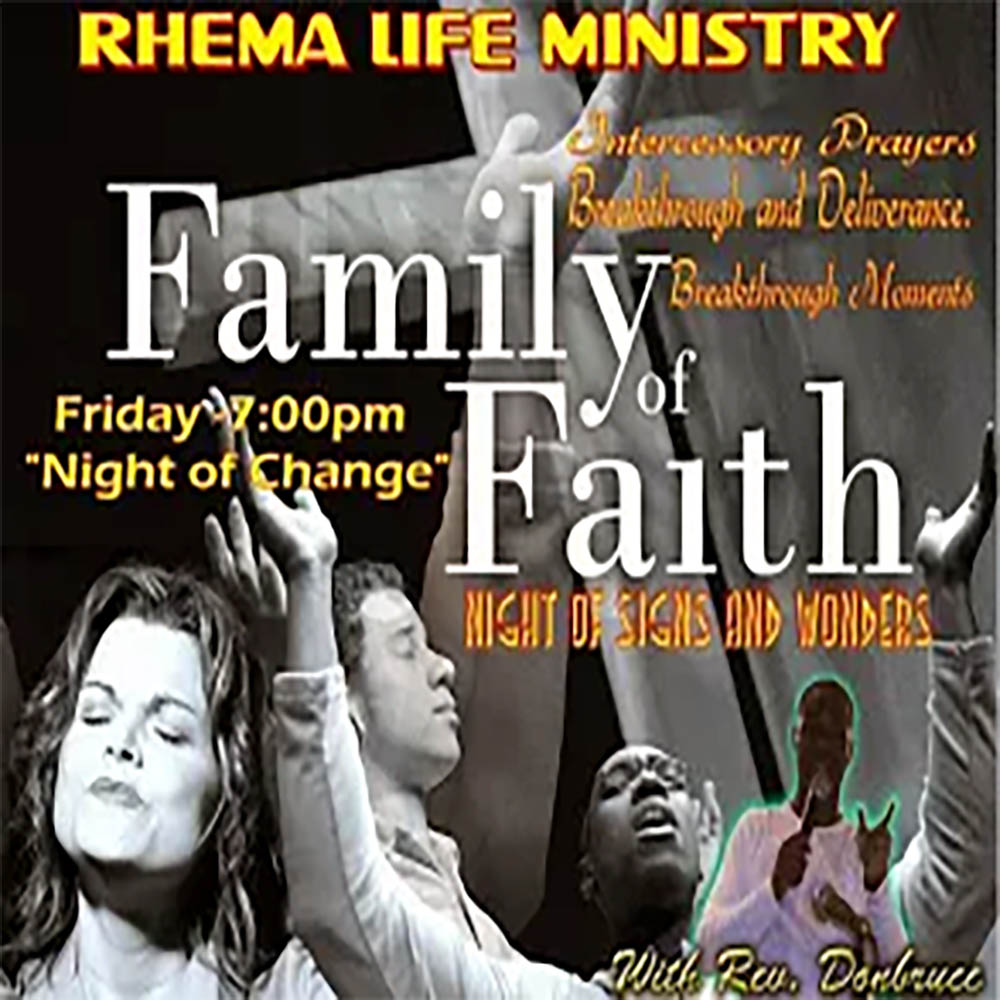 RHEMA LIFE MINISTRY
Intercessory Prayers
Breakthrough and Deliverance.
Breakthrough Moments
Family
of
Faith
Friday -7:00pm
"Night of Change"
NIGHT OF SIGNS AND WONDERS
With Rev. Donbruce